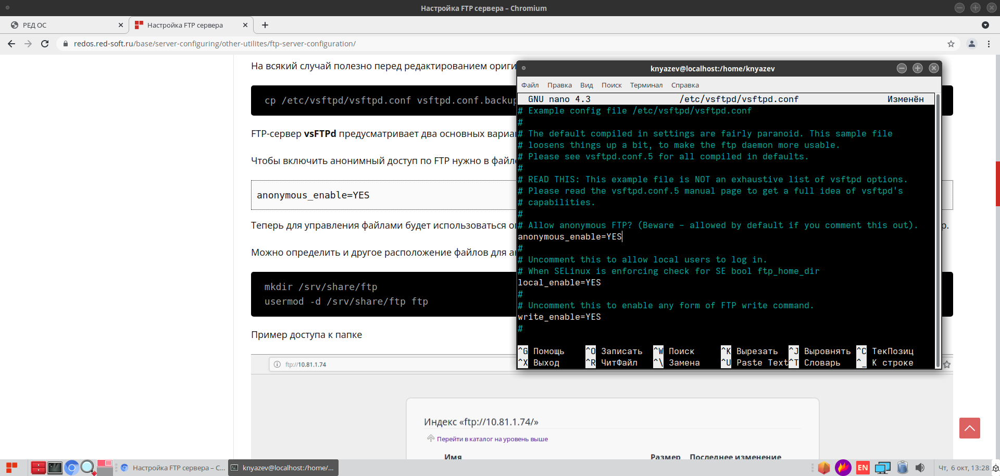 Настройка FTP сервера – Chromium
РЕД ОС
Настройка FTP сервера
redos.red-soft.ru/base/server-configuring/other-utilites/ftp-server-configuration/
На всякий случай полезно перед редактированием ориги
cp /etc/vsftpd/vsftpd.conf vsftpd.conf.backup
FTP-сервер vsFTPd предусматривает два основных вариа
Чтобы включить анонимный доступ по FTP нужно в файл
anonymous_enable=YES
Теперь для управления файлами будет использоваться
р.
Можно определить и другое расположение файлов для а
mkdir /srv/share/ftp
usermod -d /srv/share/ftp ftp
Пример доступа к папке
ftp://10.81.1.74
Индекс «ftp://10.81.1.74/»
Перейти в каталог на уровень выше
Имя Размер Последнее изменение
knyazev@localhost:/home/knyazev
Файл Правка Вид Поиск Терминал Справка
GNU nano 4.3 /etc/vsftpd/vsftpd.conf Изменён
# Example config file /etc/vsftpd/vsftpd.conf
#
# The default compiled in settings are fairly paranoid. This sample file
# loosens things up a bit, to make the ftp daemon more usable.
# Please see vsftpd.conf.5 for all compiled in defaults.
#
# READ THIS: This example file is NOT an exhaustive list of vsftpd options.
# Please read the vsftpd.conf.5 manual page to get a full idea of vsftpd's
# capabilities.
#
# Allow anonymous FTP? (Beware - allowed by default if you comment this out).
anonymous_enable=YES
#
# Uncomment this to allow local users to log in.
# When SELinux is enforcing check for SE bool ftp_home_dir
local_enable=YES
#
# Uncomment this to enable any form of FTP write command.
write_enable=YES
#
^G Помощь ^O Записать ^W Поиск ^K Вырезать ^J Выровнять ^C ТекПозиц
^X Выход ^R ЧитФайл ^\ Замена ^U Paste Text ^T Словарь ^_ К строке
Настройка FTP сервера – C...
knyazev@localhost:/home/...
EN
Чт, 6 окт, 13:28